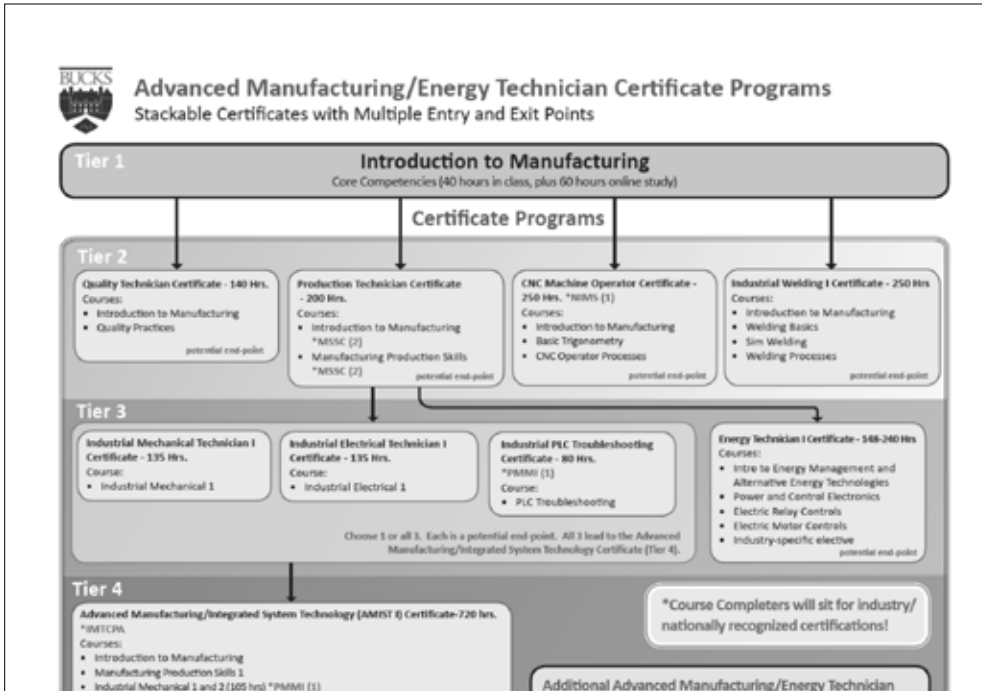 BUCKS
Advanced Manufacturing/Energy Technician Certificate Programs
Stackable Certificates with Multiple Entry and Exit Points
Tier 1
Introduction to Manufacturing
Core Competencies (40 hours in class, plus 60 hours online study)
Certificate Programs
Tier 2
Quality Technician Certificate - 140 Hrs.
Courses:
• Introduction to Manufacturing
• Quality Practices
potential end-point
Production Technician Certificate
- 200 Hrs.
Courses:
• Introduction to Manufacturing
*MSSC (2)
• Manufacturing Production Skills
*MSSC (2)
potential end-point
CNC Machine Operator Certificate -
250 Hrs. *NIMS (1)
Courses:
• Introduction to Manufacturing
• Basic Trigonometry
• CNC Operator Processes
potential end-point
Industrial Welding I Certificate - 250 Hrs
Courses:
• Introduction to Manufacturing
• Welding Basics
• Sim Welding
• Welding Processes
potential end-point
Tier 3
Industrial Mechanical Technician I
Certificate - 135 Hrs.
Course:
• Industrial Mechanical 1
Industrial Electrical Technician I
Certificate - 135 Hrs.
Course:
• Industrial Electrical 1
Industrial PLC Troubleshooting
Certificate - 80 Hrs.
*PMMI (1)
Course:
• PLC Troubleshooting
Choose 1 or all 3. Each is a potential end-point. All 3 lead to the Advanced
Manufacturing/Integrated System Technology Certificate (Tier 4).
Energy Technician I Certificate - 148-240 Hrs
Courses:
• Intro to Energy Management and
Alternative Energy Technologies
• Power and Control Electronics
• Electric Relay Controls
• Electric Motor Controls
• Industry-specific elective
potential end-point
Tier 4
Advanced Manufacturing/Integrated System Technology (AMIST I) Certificate-720 hrs.
*IMTCPA
Courses:
• Introduction to Manufacturing
• Manufacturing Production Skills 1
• Industrial Mechanical 1 and 2 (105 hrs) *PMMI (1)
*Course Completers will sit for industry/
nationally recognized certifications!
Additional Advanced Manufacturing/Energy Technician